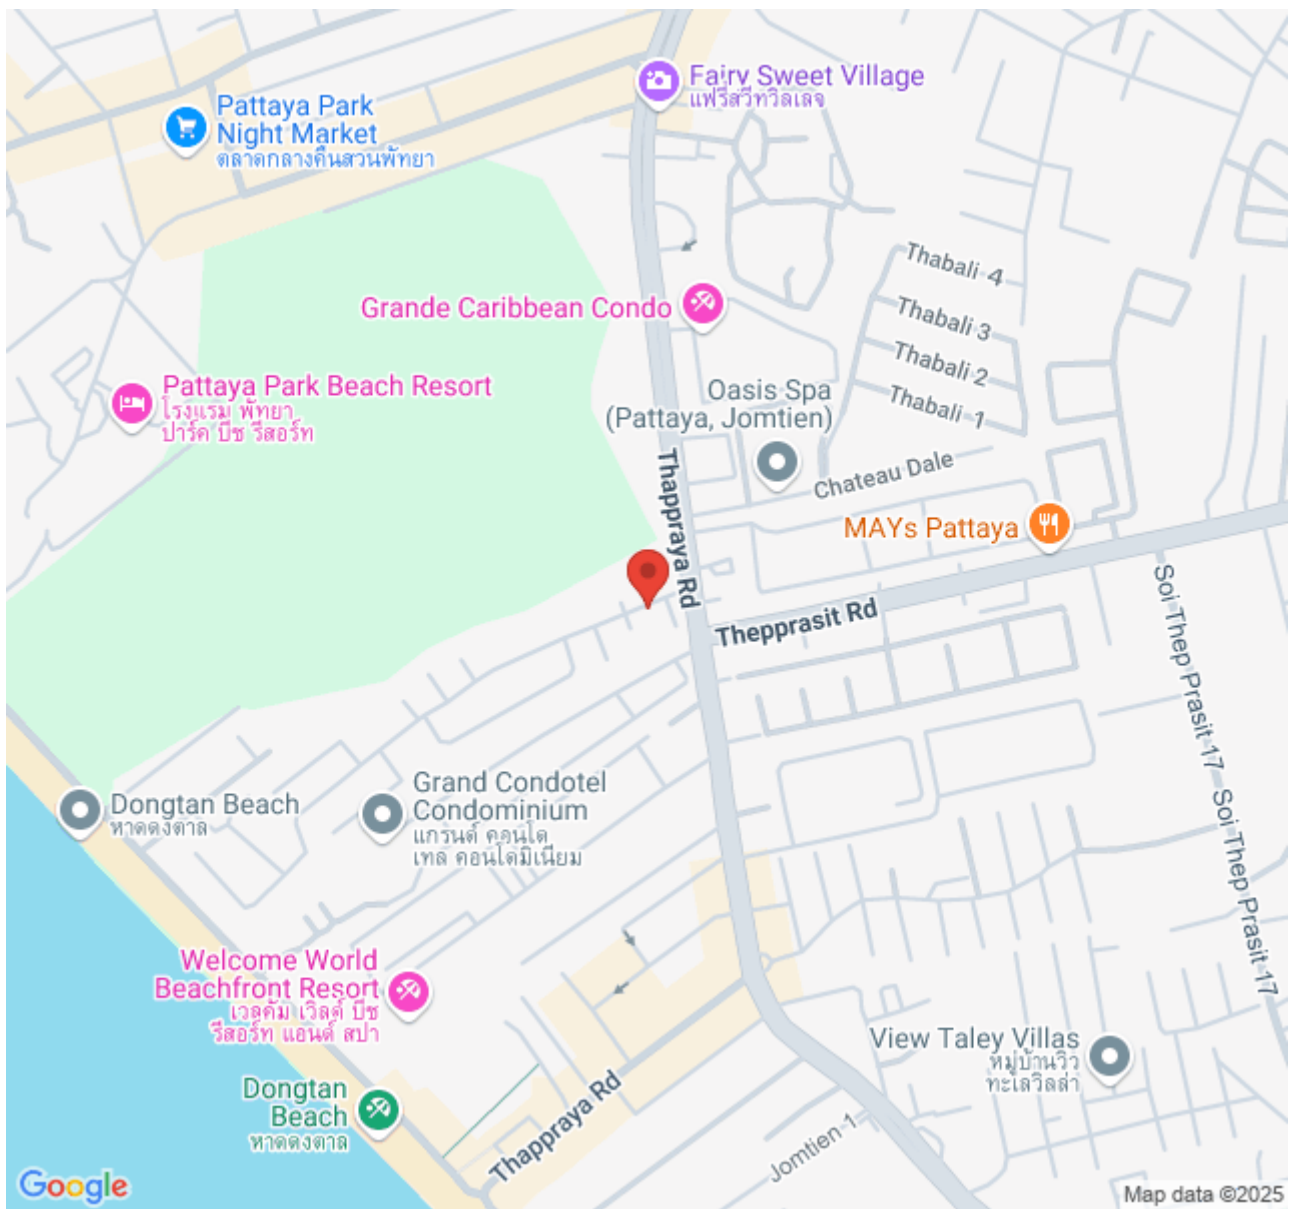 Fairy Sweet Village
แฟรีสวีทวิลเลจ
Pattaya Park
Night Market
ตลาดกลางคืนสวนพัทยา
Thabali 4
Grande Caribbean Condo
Thabali 3
Thabali 2
Pattaya Park Beach Resort
โรงแรม พัทยา
ปาร์ค บีช รีสอร์ท
Oasis Spa
(Pattaya, Jomtien)
Thabali 1
Chateau Dale
Thappraya Rd
MAYs Pattaya
Thepprasit Rd
Soi Thep Prasit 17
Soi Thep Prasit 17
Grand Condotel
Condominium
แกรนด์ คอนโด
เทล คอนโดมิเนียม
Dongtan Beach
หาดดงตาล
Welcome World
Beachfront Resort
เวลคัม เวิลด์ บีช
รีสอร์ท แอนด์ สปา
View Taley Villas
หมู่บ้านวิว
ทะเลวิลล่า
Dongtan
Beach
หาดดงตาล
Thappraya Rd
Jomtien 1
Google
Map data ©2025